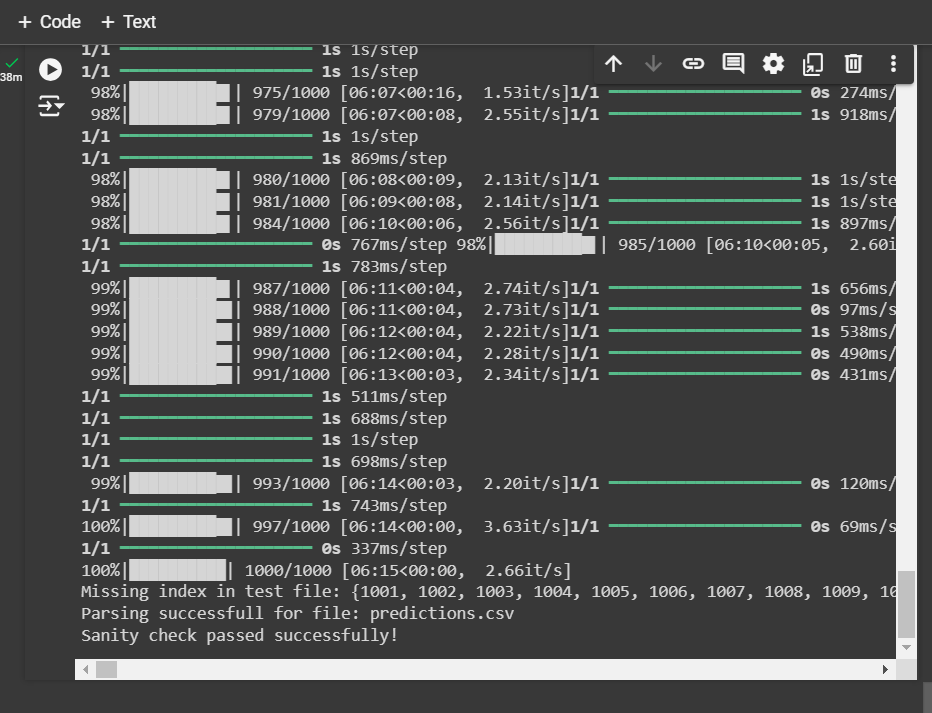 + Code + Text
1/1 ━━━━━━━━━━━━━━━━━━━━ 1s 1s/step
38m
1/1 ━━━━━━━━━━━━━━━━━━━━ 1s 1s/step
98%|█████████▊| 975/1000 [06:07<00:16, 1.53it/s]1/1 ━━━━━━━━━━━━━━━━━━━━ 0s 274ms/
98%|█████████▊| 979/1000 [06:07<00:08, 2.55it/s]1/1 ━━━━━━━━━━━━━━━━━━━━ 1s 918ms/
1/1 ━━━━━━━━━━━━━━━━━━━━ 1s 1s/step
1/1 ━━━━━━━━━━━━━━━━━━━━ 1s 869ms/step
98%|█████████▊| 980/1000 [06:08<00:09, 2.13it/s]1/1 ━━━━━━━━━━━━━━━━━━━━ 1s 1s/ste
98%|█████████▊| 981/1000 [06:09<00:08, 2.14it/s]1/1 ━━━━━━━━━━━━━━━━━━━━ 1s 1s/ste
98%|█████████▊| 984/1000 [06:10<00:06, 2.56it/s]1/1 ━━━━━━━━━━━━━━━━━━━━ 1s 897ms/
1/1 ━━━━━━━━━━━━━━━━━━━━ 0s 767ms/step 98%|█████████▊| 985/1000 [06:10<00:05, 2.60i
1/1 ━━━━━━━━━━━━━━━━━━━━ 1s 783ms/step
99%|█████████▊| 987/1000 [06:11<00:04, 2.74it/s]1/1 ━━━━━━━━━━━━━━━━━━━━ 1s 656ms/
99%|█████████▉| 988/1000 [06:11<00:04, 2.73it/s]1/1 ━━━━━━━━━━━━━━━━━━━━ 0s 97ms/s
99%|█████████▉| 989/1000 [06:12<00:04, 2.22it/s]1/1 ━━━━━━━━━━━━━━━━━━━━ 1s 538ms/
99%|█████████▉| 990/1000 [06:12<00:04, 2.28it/s]1/1 ━━━━━━━━━━━━━━━━━━━━ 0s 490ms/
99%|█████████▉| 991/1000 [06:13<00:03, 2.34it/s]1/1 ━━━━━━━━━━━━━━━━━━━━ 0s 431ms/
1/1 ━━━━━━━━━━━━━━━━━━━━ 1s 511ms/step
1/1 ━━━━━━━━━━━━━━━━━━━━ 1s 688ms/step
1/1 ━━━━━━━━━━━━━━━━━━━━ 1s 1s/step
1/1 ━━━━━━━━━━━━━━━━━━━━ 1s 698ms/step
99%|█████████▉| 993/1000 [06:14<00:03, 2.20it/s]1/1 ━━━━━━━━━━━━━━━━━━━━ 0s 120ms/
1/1 ━━━━━━━━━━━━━━━━━━━━ 1s 743ms/step
100%|█████████▉| 997/1000 [06:14<00:00, 3.63it/s]1/1 ━━━━━━━━━━━━━━━━━━━━ 0s 69ms/s
1/1 ━━━━━━━━━━━━━━━━━━━━ 0s 337ms/step
100%|██████████| 1000/1000 [06:15<00:00, 2.66it/s]
Missing index in test file: {1001, 1002, 1003, 1004, 1005, 1006, 1007, 1008, 1009, 10
Parsing successfull for file: predictions.csv
Sanity check passed successfully!